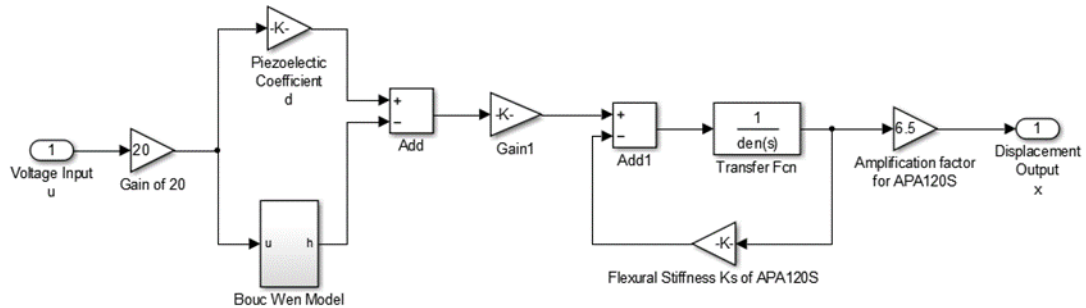 -K-
Piezoelectic
Coefficient
d
1
Voltage Input
u
20
Gain of 20
+
−
Add
-K-
Gain1
+
−
Add1
1
den(s)
Transfer Fcn
6.5
Amplification factor
for APA120S
1
Displacement
Output
x
u h
Bouc Wen Model
-K-
Flexural Stiffness Ks of APA120S